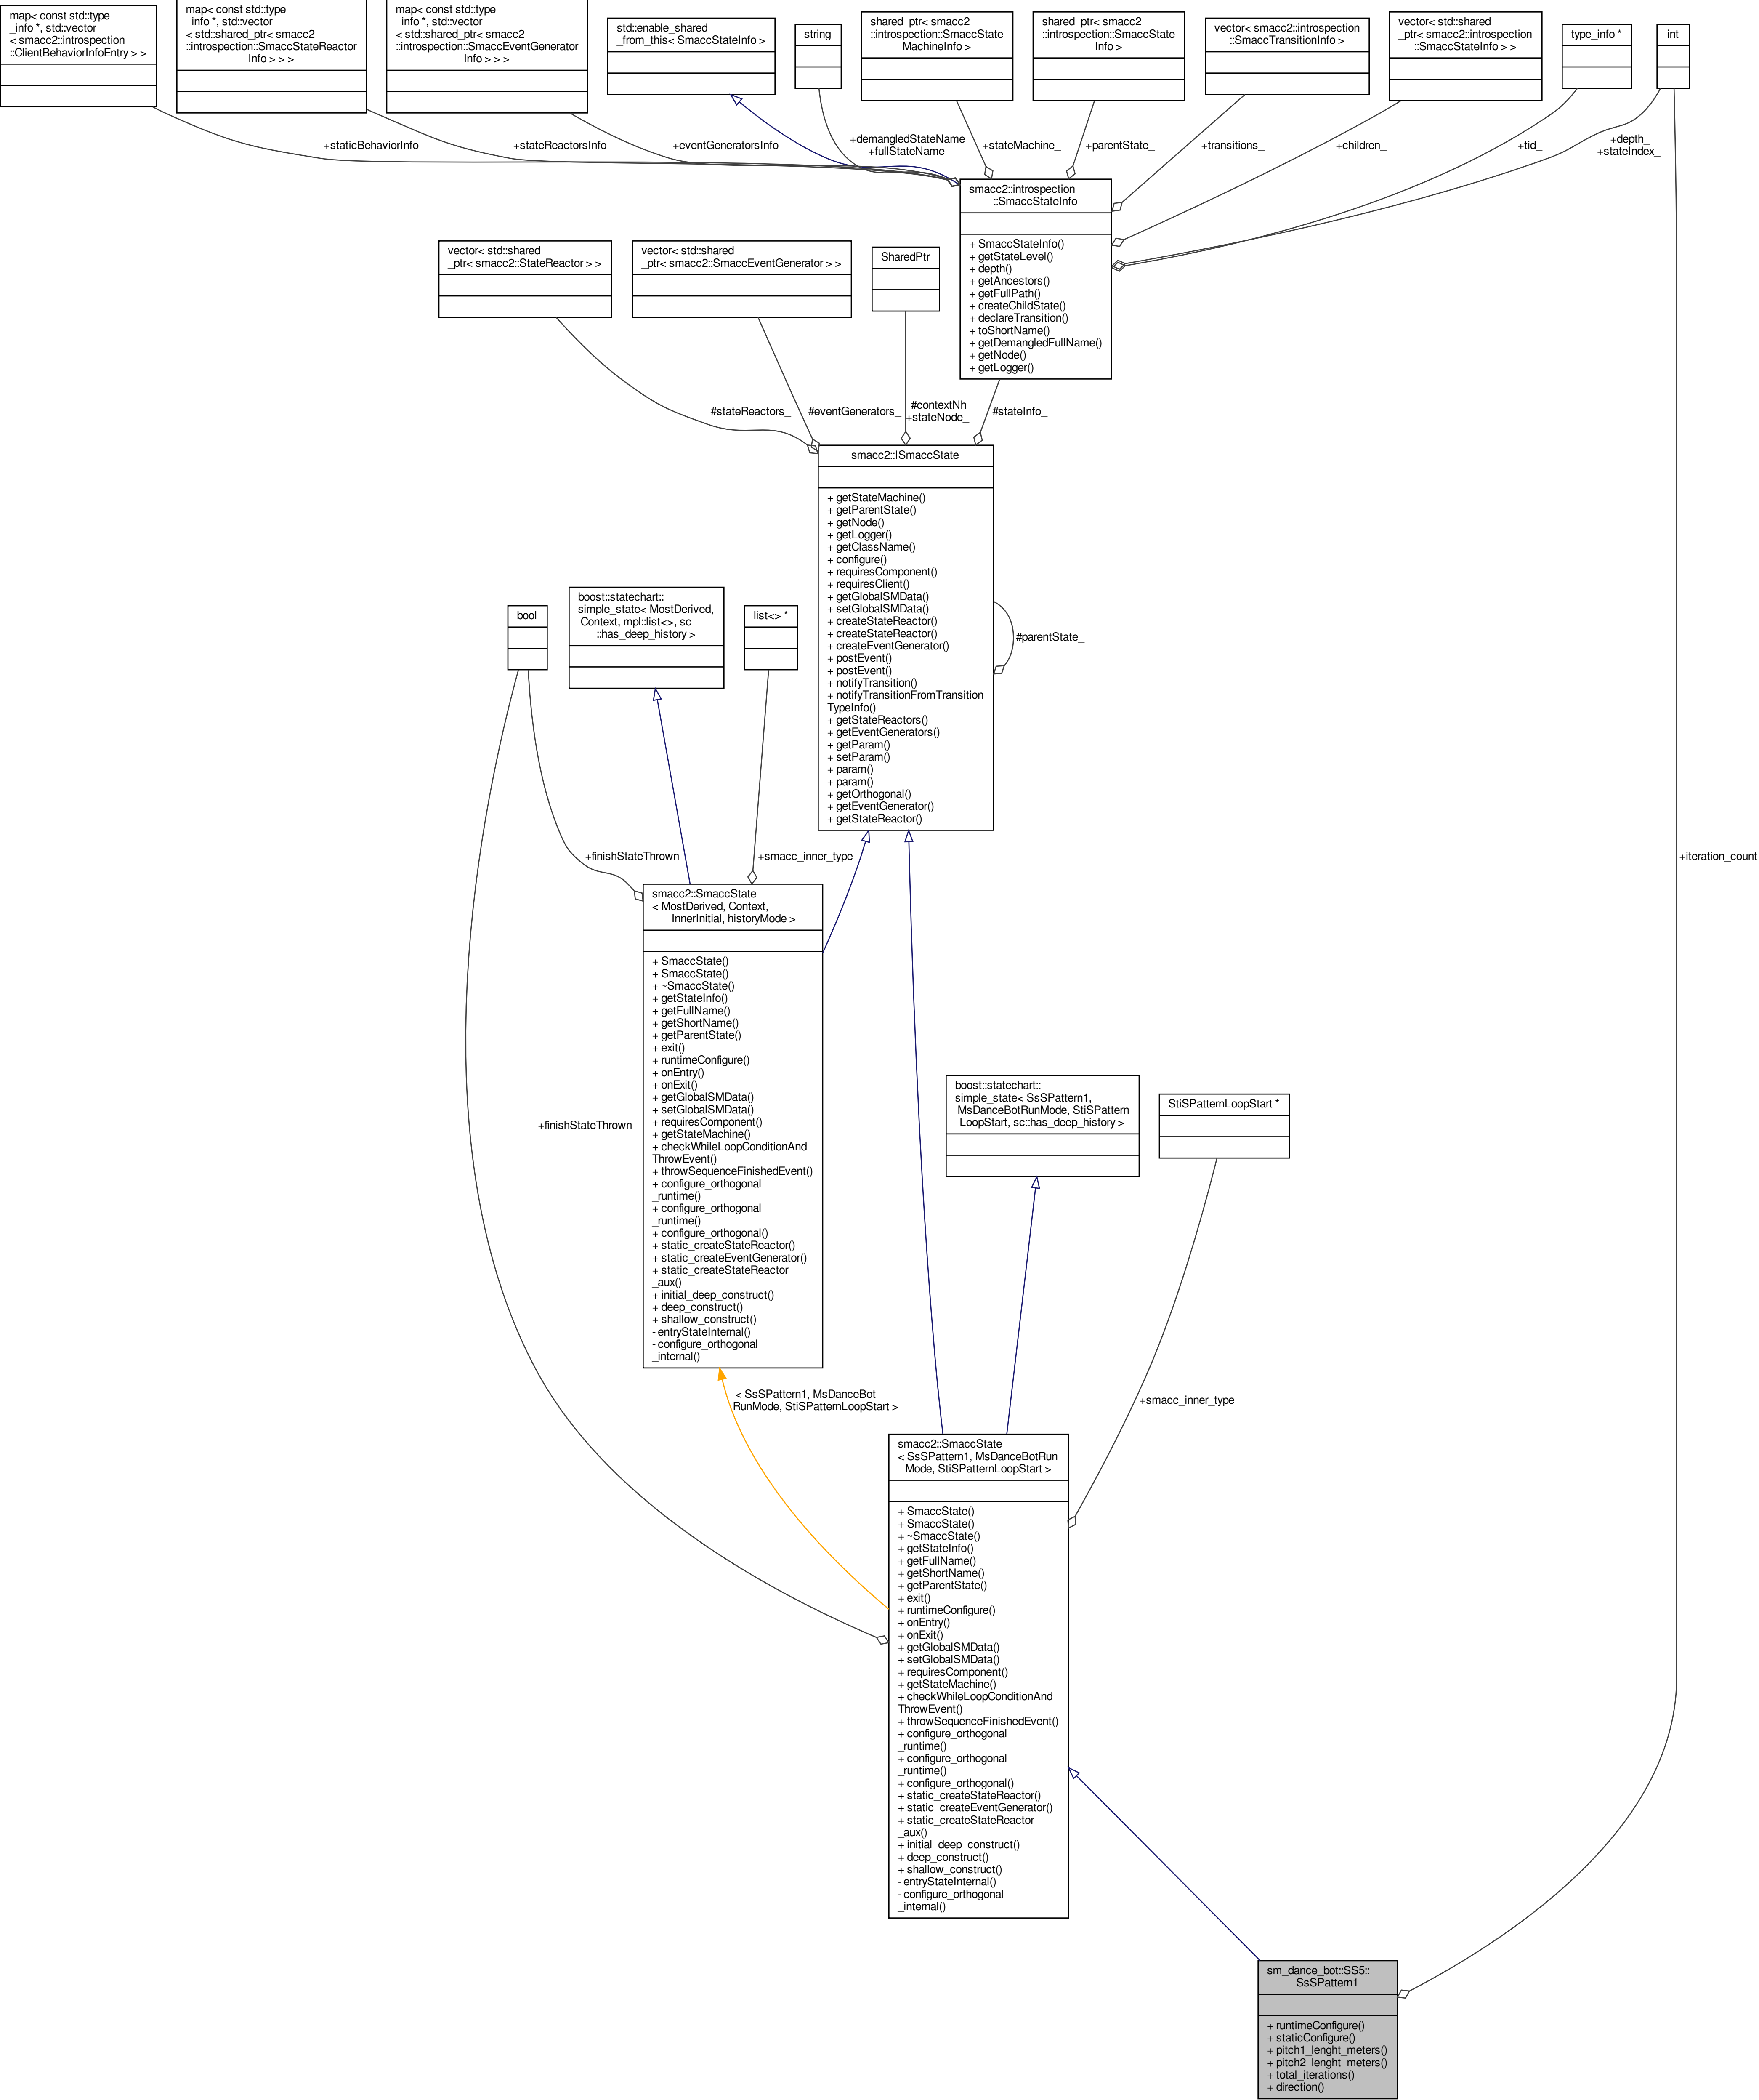 map< const std::type
_info *, std::vector
< smacc2::introspection
::ClientBehaviorInfoEntry > >
map< const std::type
_info *, std::vector
< std::shared_ptr< smacc2
::introspection::SmaccStateReactor
Info > > >
map< const std::type
_info *, std::vector
< std::shared_ptr< smacc2
::introspection::SmaccEventGenerator
Info > > >
std::enable_shared
_from_this< SmaccStateInfo >
string
shared_ptr< smacc2
::introspection::SmaccState
MachineInfo >
shared_ptr< smacc2
::introspection::SmaccState
Info >
vector< smacc2::introspection
::SmaccTransitionInfo >
vector< std::shared
_ptr< smacc2::introspection
::SmaccStateInfo > >
type_info *
int
+staticBehaviorInfo
+stateReactorsInfo
+eventGeneratorsInfo
+demangledStateName
+fullStateName
+stateMachine_
+parentState_
+transitions_
+children_
+tid_
+depth_
+stateIndex_
smacc2::introspection
::SmaccStateInfo
+ SmaccStateInfo()
+ getStateLevel()
+ depth()
+ getAncestors()
+ getFullPath()
+ createChildState()
+ declareTransition()
+ toShortName()
+ getDemangledFullName()
+ getNode()
+ getLogger()
vector< std::shared
_ptr< smacc2::StateReactor > >
vector< std::shared
_ptr< smacc2::SmaccEventGenerator > >
SharedPtr
#stateReactors_
#eventGenerators_
#contextNh
+stateNode_
#stateInfo_
smacc2::ISmaccState
+ getStateMachine()
+ getParentState()
+ getNode()
+ getLogger()
+ getClassName()
+ configure()
+ requiresComponent()
+ requiresClient()
+ getGlobalSMData()
+ setGlobalSMData()
+ createStateReactor()
+ createStateReactor()
+ createEventGenerator()
+ postEvent()
+ postEvent()
+ notifyTransition()
+ notifyTransitionFromTransition
TypeInfo()
+ getStateReactors()
+ getEventGenerators()
+ getParam()
+ setParam()
+ param()
+ param()
+ getOrthogonal()
+ getEventGenerator()
+ getStateReactor()
#parentState_
bool
boost::statechart::
simple_state< MostDerived,
Context, mpl::list<>, sc
::has_deep_history >
list<> *
+finishStateThrown
+smacc_inner_type
+iteration_count
smacc2::SmaccState
< MostDerived, Context,
InnerInitial, historyMode >
+ SmaccState()
+ SmaccState()
+ ~SmaccState()
+ getStateInfo()
+ getFullName()
+ getShortName()
+ getParentState()
+ exit()
+ runtimeConfigure()
+ onEntry()
+ onExit()
+ getGlobalSMData()
+ setGlobalSMData()
+ requiresComponent()
+ getStateMachine()
+ checkWhileLoopConditionAnd
ThrowEvent()
+ throwSequenceFinishedEvent()
+ configure_orthogonal
_runtime()
+ configure_orthogonal
_runtime()
+ configure_orthogonal()
+ static_createStateReactor()
+ static_createEventGenerator()
+ static_createStateReactor
_aux()
+ initial_deep_construct()
+ deep_construct()
+ shallow_construct()
- entryStateInternal()
- configure_orthogonal
_internal()
+finishStateThrown
boost::statechart::
simple_state< SsSPattern1,
MsDanceBotRunMode, StiSPattern
LoopStart, sc::has_deep_history >
StiSPatternLoopStart *
< SsSPattern1, MsDanceBot
RunMode, StiSPatternLoopStart >
+smacc_inner_type
smacc2::SmaccState
< SsSPattern1, MsDanceBotRun
Mode, StiSPatternLoopStart >
+ SmaccState()
+ SmaccState()
+ ~SmaccState()
+ getStateInfo()
+ getFullName()
+ getShortName()
+ getParentState()
+ exit()
+ runtimeConfigure()
+ onEntry()
+ onExit()
+ getGlobalSMData()
+ setGlobalSMData()
+ requiresComponent()
+ getStateMachine()
+ checkWhileLoopConditionAnd
ThrowEvent()
+ throwSequenceFinishedEvent()
+ configure_orthogonal
_runtime()
+ configure_orthogonal
_runtime()
+ configure_orthogonal()
+ static_createStateReactor()
+ static_createEventGenerator()
+ static_createStateReactor
_aux()
+ initial_deep_construct()
+ deep_construct()
+ shallow_construct()
- entryStateInternal()
- configure_orthogonal
_internal()
sm_dance_bot::SS5::
SsSPattern1
+ runtimeConfigure()
+ staticConfigure()
+ pitch1_lenght_meters()
+ pitch2_lenght_meters()
+ total_iterations()
+ direction()